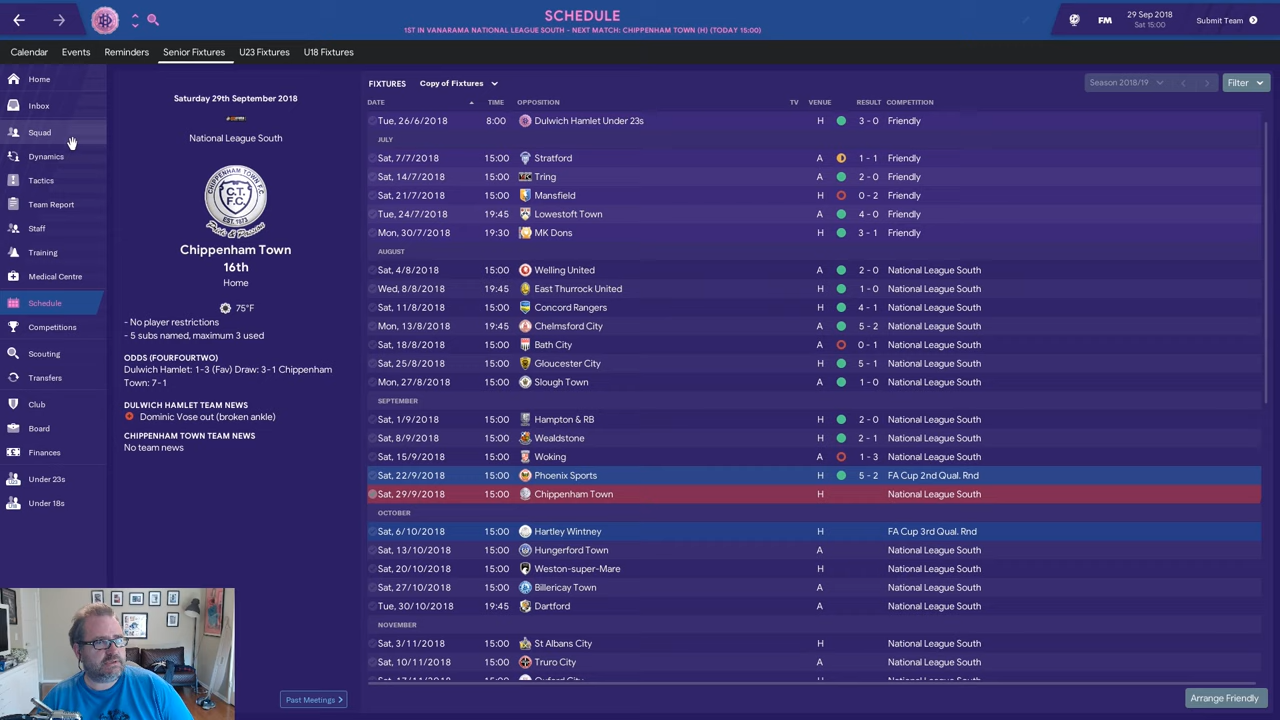 SCHEDULE
1ST IN VANARAMA NATIONAL LEAGUE SOUTH - NEXT MATCH: CHIPPENHAM TOWN (H) (TODAY 15:00)
FM
29 Sep 2018
Sat 15:00
Submit Team
Calendar Events Reminders Senior Fixtures U23 Fixtures U18 Fixtures
Home
Inbox
Squad
Dynamics
Tactics
Team Report
Staff
Training
Medical Centre
Schedule
Competitions
Scouting
Transfers
Club
Board
Finances
Under 23s
Under 18s
Saturday 29th September 2018
National League South
CHIPPENHAM TOWN F.C.
C.T.
F.C.
EST. 1873
Pride & Passion
Chippenham Town
16th
Home
75°F
- No player restrictions
- 5 subs named, maximum 3 used
ODDS (FOURFOURTWO)
Dulwich Hamlet: 1-3 (Fav) Draw: 3-1 Chippenham
Town: 7-1
DULWICH HAMLET TEAM NEWS
Dominic Vose out (broken ankle)
CHIPPENHAM TOWN TEAM NEWS
No team news
Past Meetings
FIXTURES Copy of Fixtures
Season 2018/19
Filter
DATE TIME OPPOSITION TV VENUE RESULT COMPETITION
Tue, 26/6/2018 8:00 Dulwich Hamlet Under 23s H 3 - 0 Friendly
JULY
Sat, 7/7/2018 15:00 Stratford A 1 - 1 Friendly
Sat, 14/7/2018 15:00 Tring A 2 - 0 Friendly
Sat, 21/7/2018 15:00 Mansfield H 0 - 2 Friendly
Tue, 24/7/2018 19:45 Lowestoft Town A 4 - 0 Friendly
Mon, 30/7/2018 19:30 MK Dons H 3 - 1 Friendly
AUGUST
Sat, 4/8/2018 15:00 Welling United A 2 - 0 National League South
Wed, 8/8/2018 19:45 East Thurrock United H 1 - 0 National League South
Sat, 11/8/2018 15:00 Concord Rangers H 4 - 1 National League South
Mon, 13/8/2018 19:45 Chelmsford City A 5 - 2 National League South
Sat, 18/8/2018 15:00 Bath City A 0 - 1 National League South
Sat, 25/8/2018 15:00 Gloucester City H 5 - 1 National League South
Mon, 27/8/2018 15:00 Slough Town A 1 - 0 National League South
SEPTEMBER
Sat, 1/9/2018 15:00 Hampton & RB H 2 - 0 National League South
Sat, 8/9/2018 15:00 Wealdstone H 2 - 1 National League South
Sat, 15/9/2018 15:00 Woking A 1 - 3 National League South
Sat, 22/9/2018 15:00 Phoenix Sports H 5 - 2 FA Cup 2nd Qual. Rnd
Sat, 29/9/2018 15:00 Chippenham Town H National League South
OCTOBER
Sat, 6/10/2018 15:00 Hartley Wintney H FA Cup 3rd Qual. Rnd
Sat, 13/10/2018 15:00 Hungerford Town A National League South
Sat, 20/10/2018 15:00 Weston-super-Mare H National League South
Sat, 27/10/2018 15:00 Billericay Town A National League South
Tue, 30/10/2018 19:45 Dartford A National League South
NOVEMBER
Sat, 3/11/2018 15:00 St Albans City H National League South
Sat, 10/11/2018 15:00 Truro City A National League South
Sat, 17/11/2018 15:00 Oxford City H National League South
Arrange Friendly